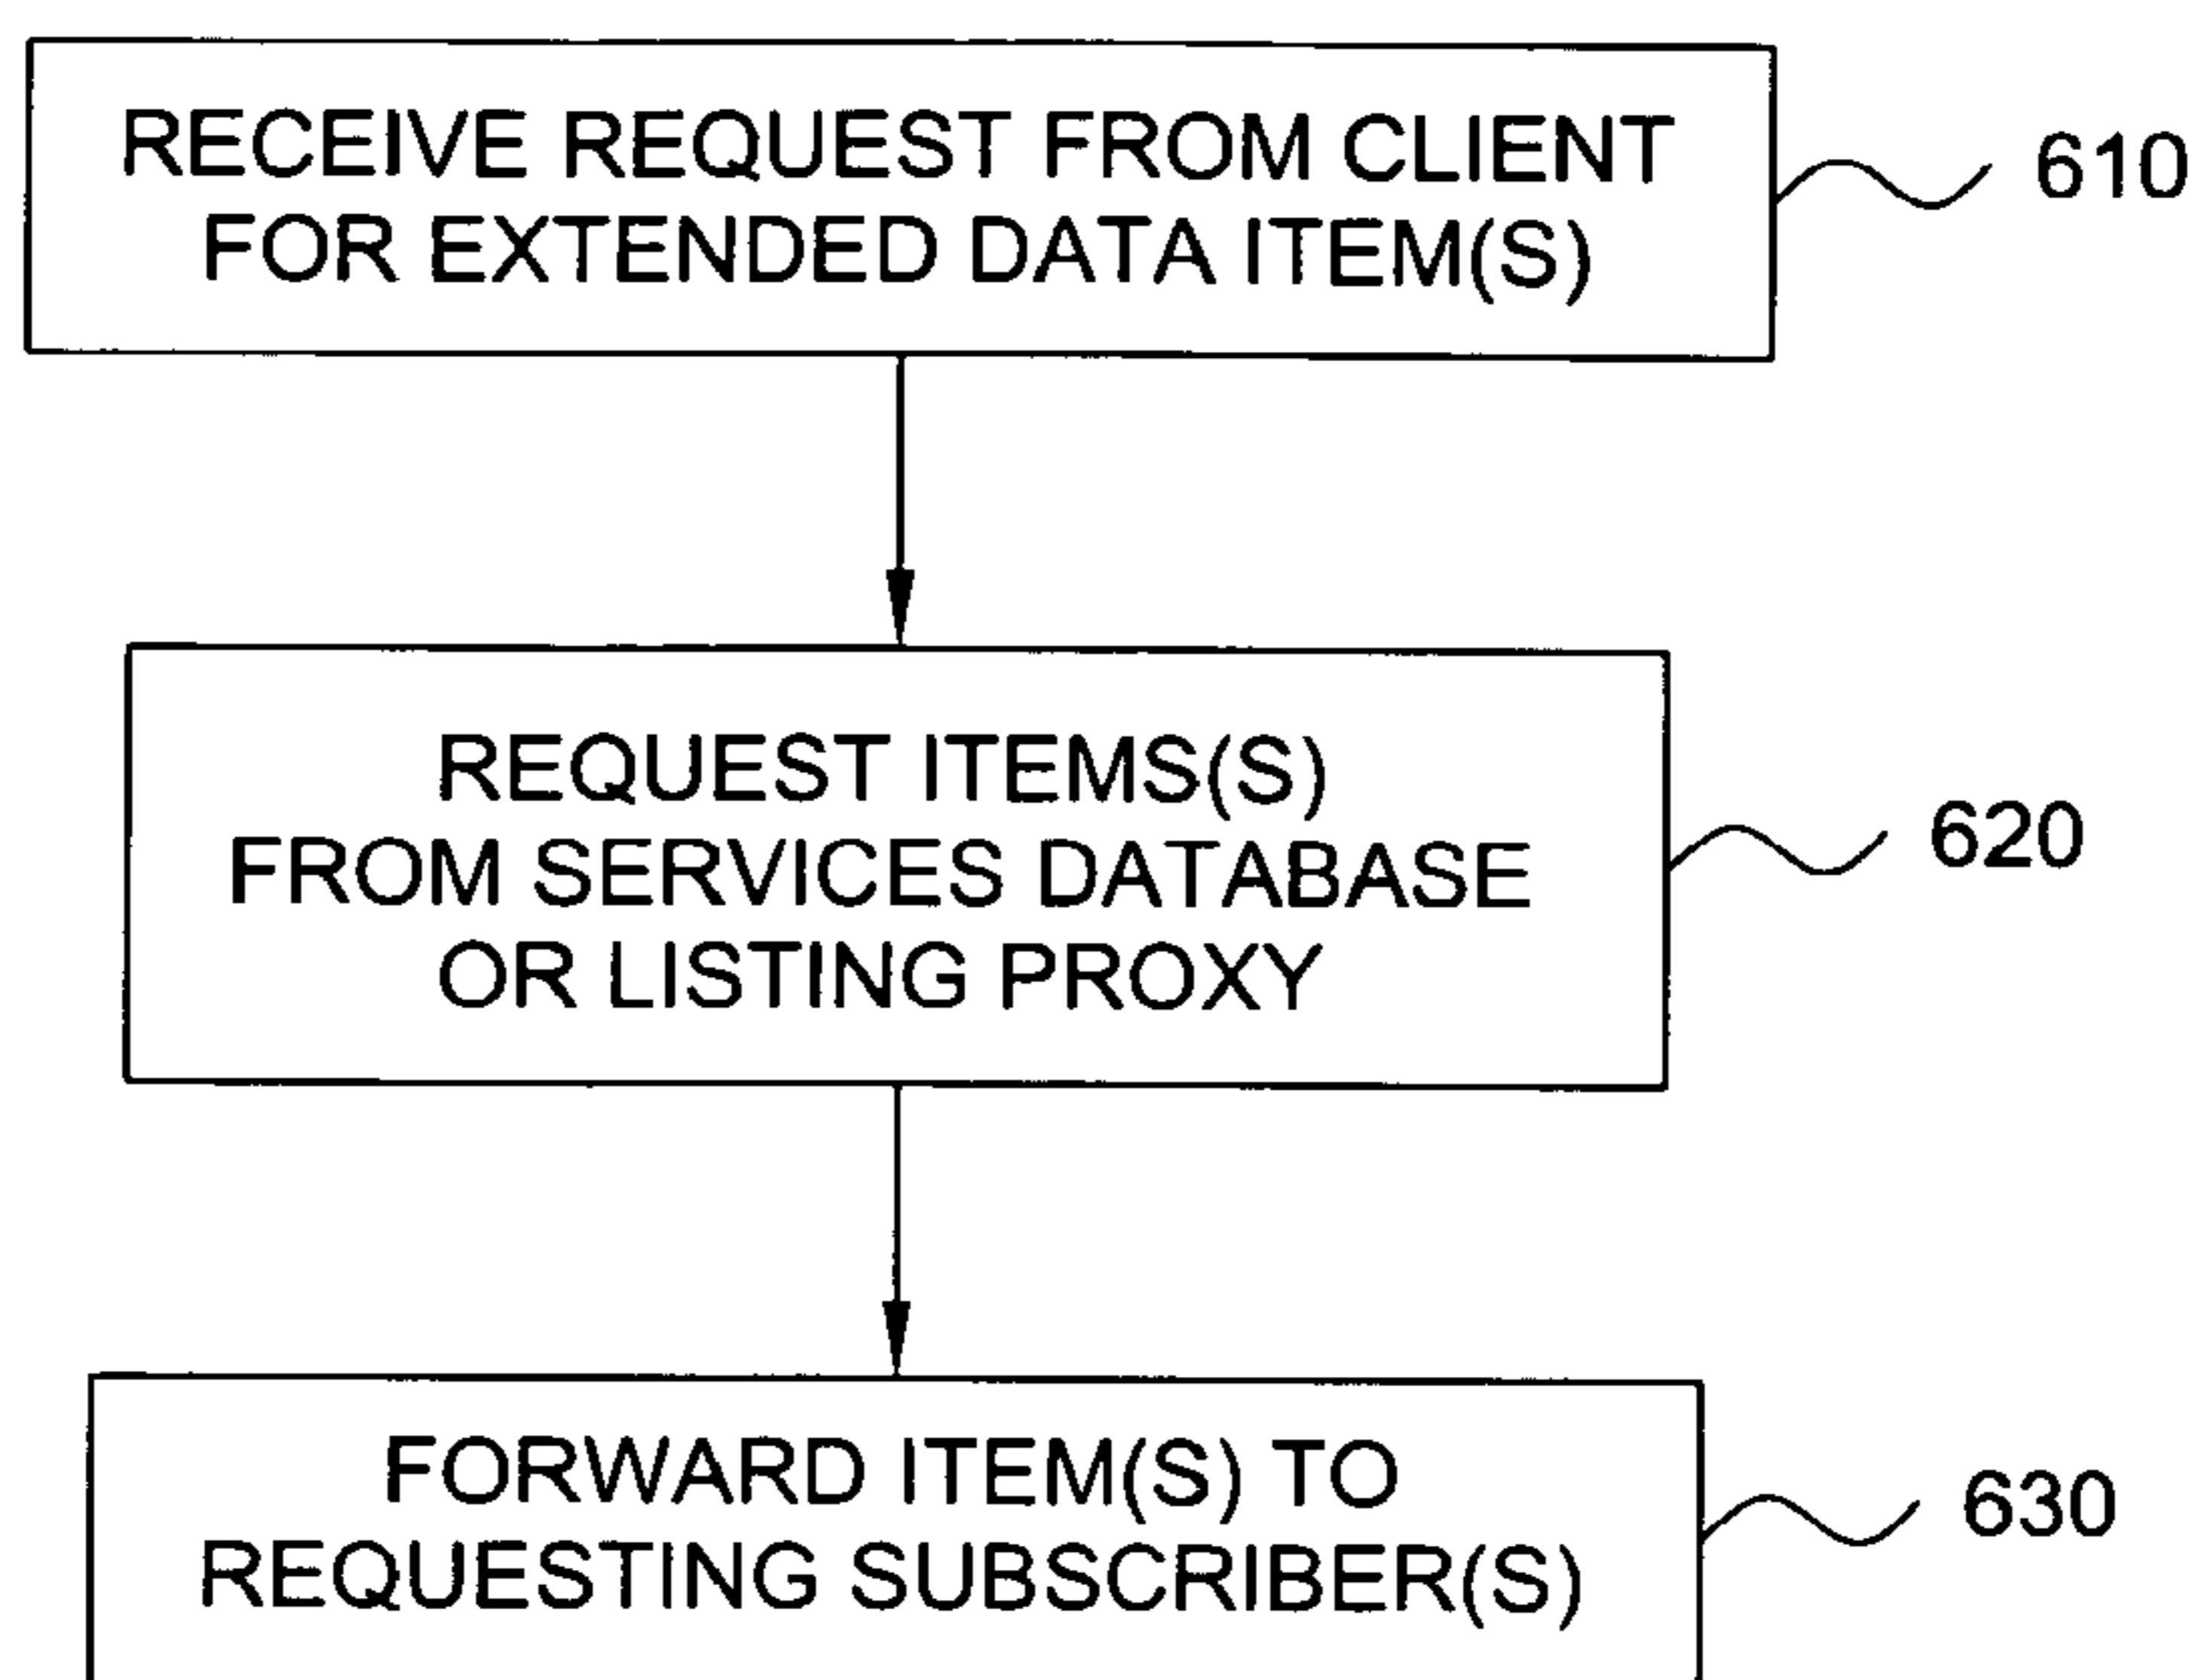 RECEIVE REQUEST FROM CLIENT
FOR EXTENDED DATA ITEM(S)
610
REQUEST ITEMS(S)
FROM SERVICES DATABASE
OR LISTING PROXY
620
FORWARD ITEM(S) TO
REQUESTING SUBSCRIBER(S)
630